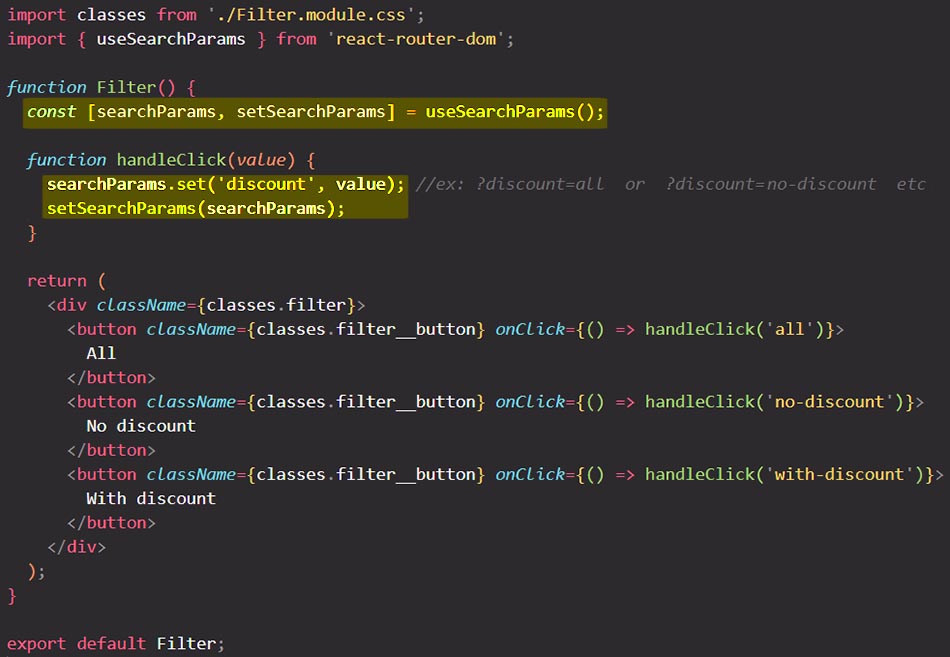 import classes from './Filter.module.css';
import { useSearchParams } from 'react-router-dom';

function Filter() {
  const [searchParams, setSearchParams] = useSearchParams();

  function handleClick(value) {
    searchParams.set('discount', value); //ex: ?discount=all  or  ?discount=no-discount  etc
    setSearchParams(searchParams);
  }

  return (
    <div className={classes.filter}>
      <button className={classes.filter__button} onClick={() => handleClick('all')}>
        All
      </button>
      <button className={classes.filter__button} onClick={() => handleClick('no-discount')}>
        No discount
      </button>
      <button className={classes.filter__button} onClick={() => handleClick('with-discount')}>
        With discount
      </button>
    </div>
  );
}

export default Filter;